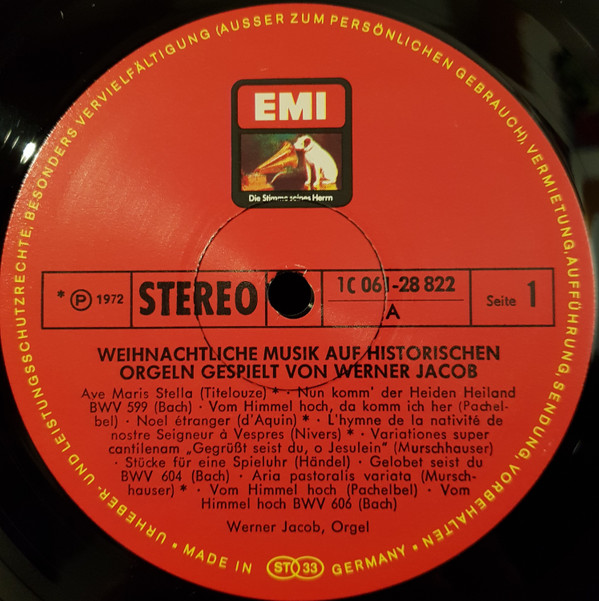 URHEBER- UND LEISTUNGSSCHUTZRECHTE, BESONDERS VERVIELFÄLTIGUNG (AUSSER ZUM PERSÖNLICHEN GEBRAUCH), VERMIETUNG, AUFFÜHRUNG, SENDUNG, VORBEHALTEN
EMI
Die Stimme seines Herrn
* Ⓟ 1972
STEREO
1C 061-28 822
A
Seite 1
WEIHNACHTLICHE MUSIK AUF HISTORISCHEN
ORGELN GESPIELT VON WERNER JACOB
Ave Maris Stella (Titelouze) * · Nun komm' der Heiden Heiland
BWV 599 (Bach) · Vom Himmel hoch, da komm ich her (Pachel-
bel) · Noel étranger (d'Aquin) * · L'hymne de la nativité de
nostre Seigneur à Vespres (Nivers) * · Variationes super
cantilenam „Gegrüßt seist du, o Jesulein" (Murschhauser)
· Stücke für eine Spieluhr (Händel) · Gelobet seist du
BWV 604 (Bach) · Aria pastoralis variata (Mursch-
hauser) * · Vom Himmel hoch (Pachelbel) · Vom
Himmel hoch BWV 606 (Bach)
Werner Jacob, Orgel
* MADE IN ST 33 GERMANY *